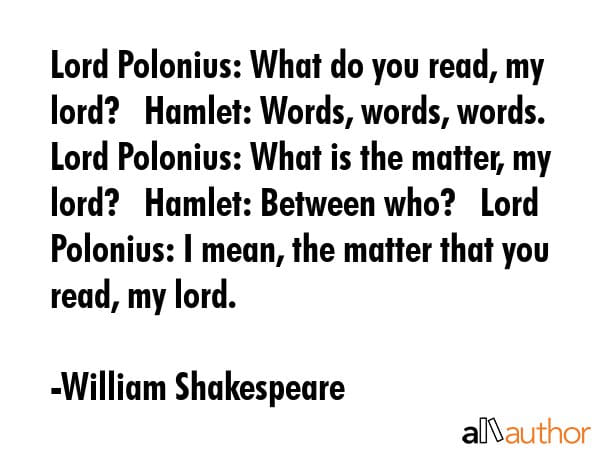 Lord Polonius: What do you read, my
lord?   Hamlet: Words, words, words.
Lord Polonius: What is the matter, my
lord?   Hamlet: Between who?   Lord
Polonius: I mean, the matter that you
read, my lord.
-William Shakespeare
allauthor